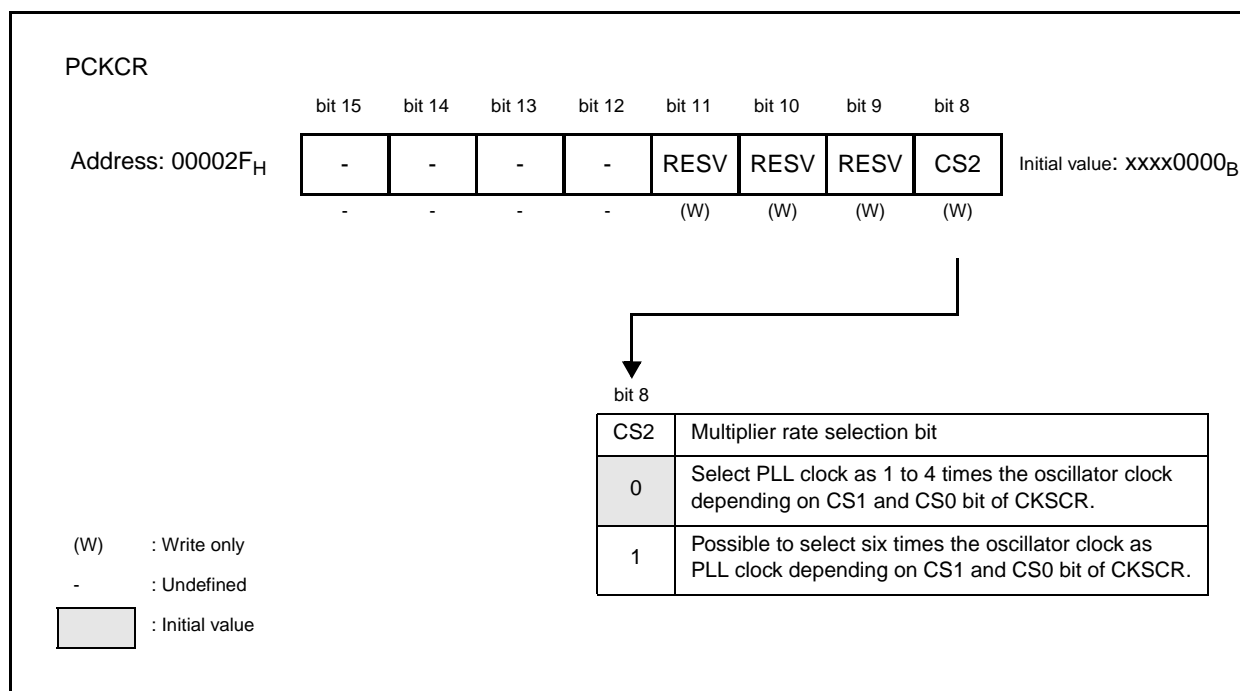 PCKCR
bit 15 bit 14 bit 13 bit 12 bit 11 bit 10 bit 9 bit 8
Address: 00002FH - - - - RESV RESV RESV CS2 Initial value: xxxx0000B
- - - - (W) (W) (W) (W)
bit 8
CS2 Multiplier rate selection bit
0 Select PLL clock as 1 to 4 times the oscillator clock
depending on CS1 and CS0 bit of CKSCR.
1 Possible to select six times the oscillator clock as
PLL clock depending on CS1 and CS0 bit of CKSCR.
(W) : Write only
- : Undefined
: Initial value